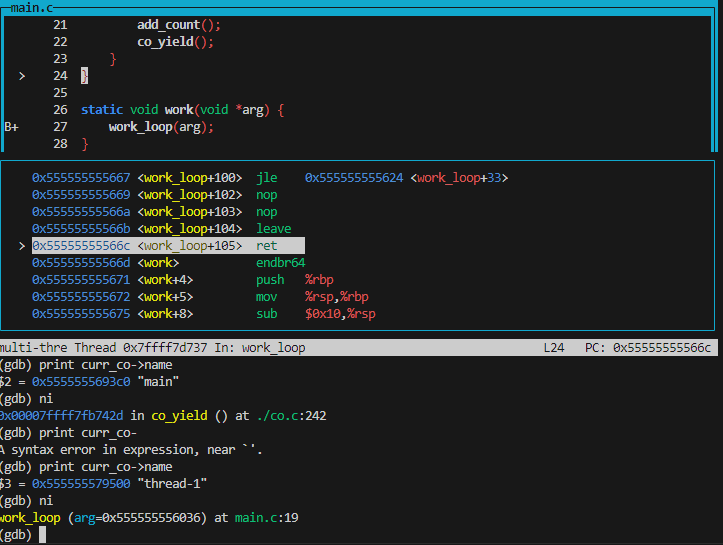 main.c
21 add_count();
22 co_yield();
23 }
> 24 }
25
26 static void work(void *arg) {
B+ 27 work_loop(arg);
28 }
0x555555555667 <work_loop+100> jle 0x555555555624 <work_loop+33>
0x555555555669 <work_loop+102> nop
0x55555555566a <work_loop+103> nop
0x55555555566b <work_loop+104> leave
> 0x55555555566c <work_loop+105> ret
0x55555555566d <work> endbr64
0x555555555671 <work+4> push %rbp
0x555555555672 <work+5> mov %rsp,%rbp
0x555555555675 <work+8> sub $0x10,%rsp
multi-thre Thread 0x7ffff7d737 In: work_loop L24 PC: 0x55555555566c
(gdb) print curr_co->name
$2 = 0x5555555693c0 "main"
(gdb) ni
0x00007ffff7fb742d in co_yield () at ./co.c:242
(gdb) print curr_co-
A syntax error in expression, near `'.
(gdb) print curr_co->name
$3 = 0x555555579500 "thread-1"
(gdb) ni
work_loop (arg=0x555555556036) at main.c:19
(gdb)